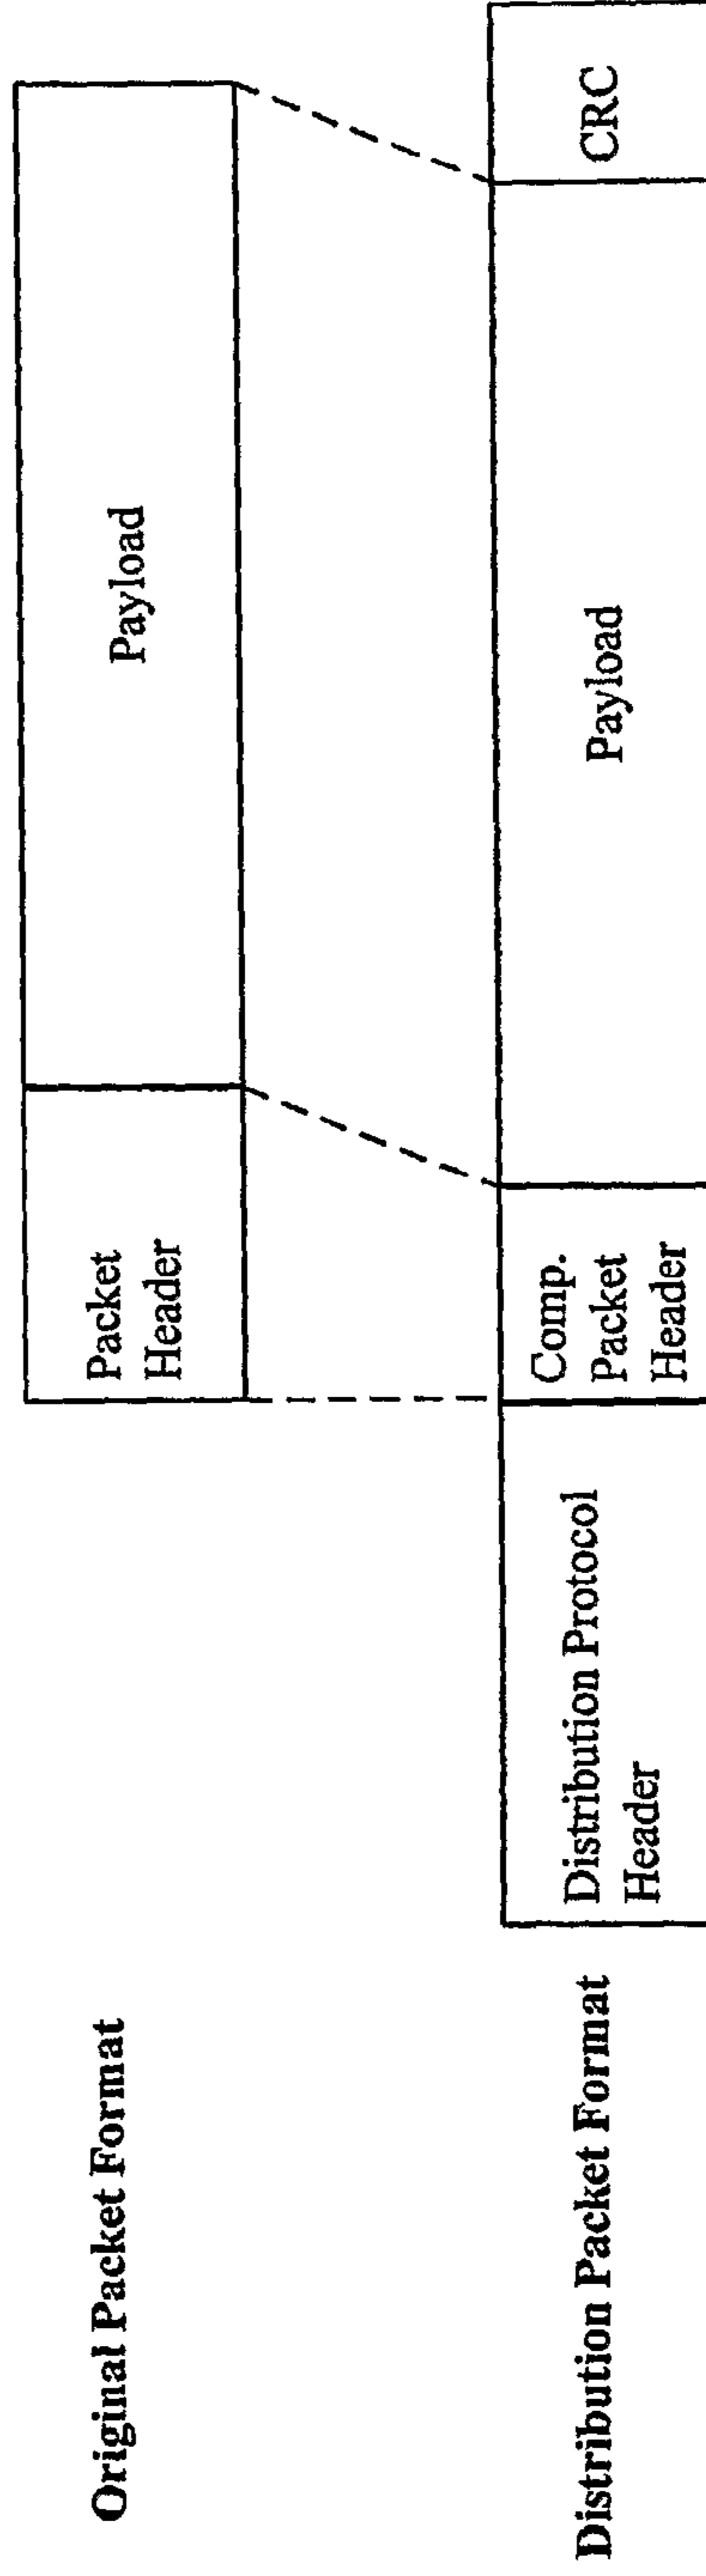 Original Packet Format
Packet
Header
Payload
Distribution Packet Format
Distribution Protocol
Header
Comp.
Packet
Header
Payload
CRC